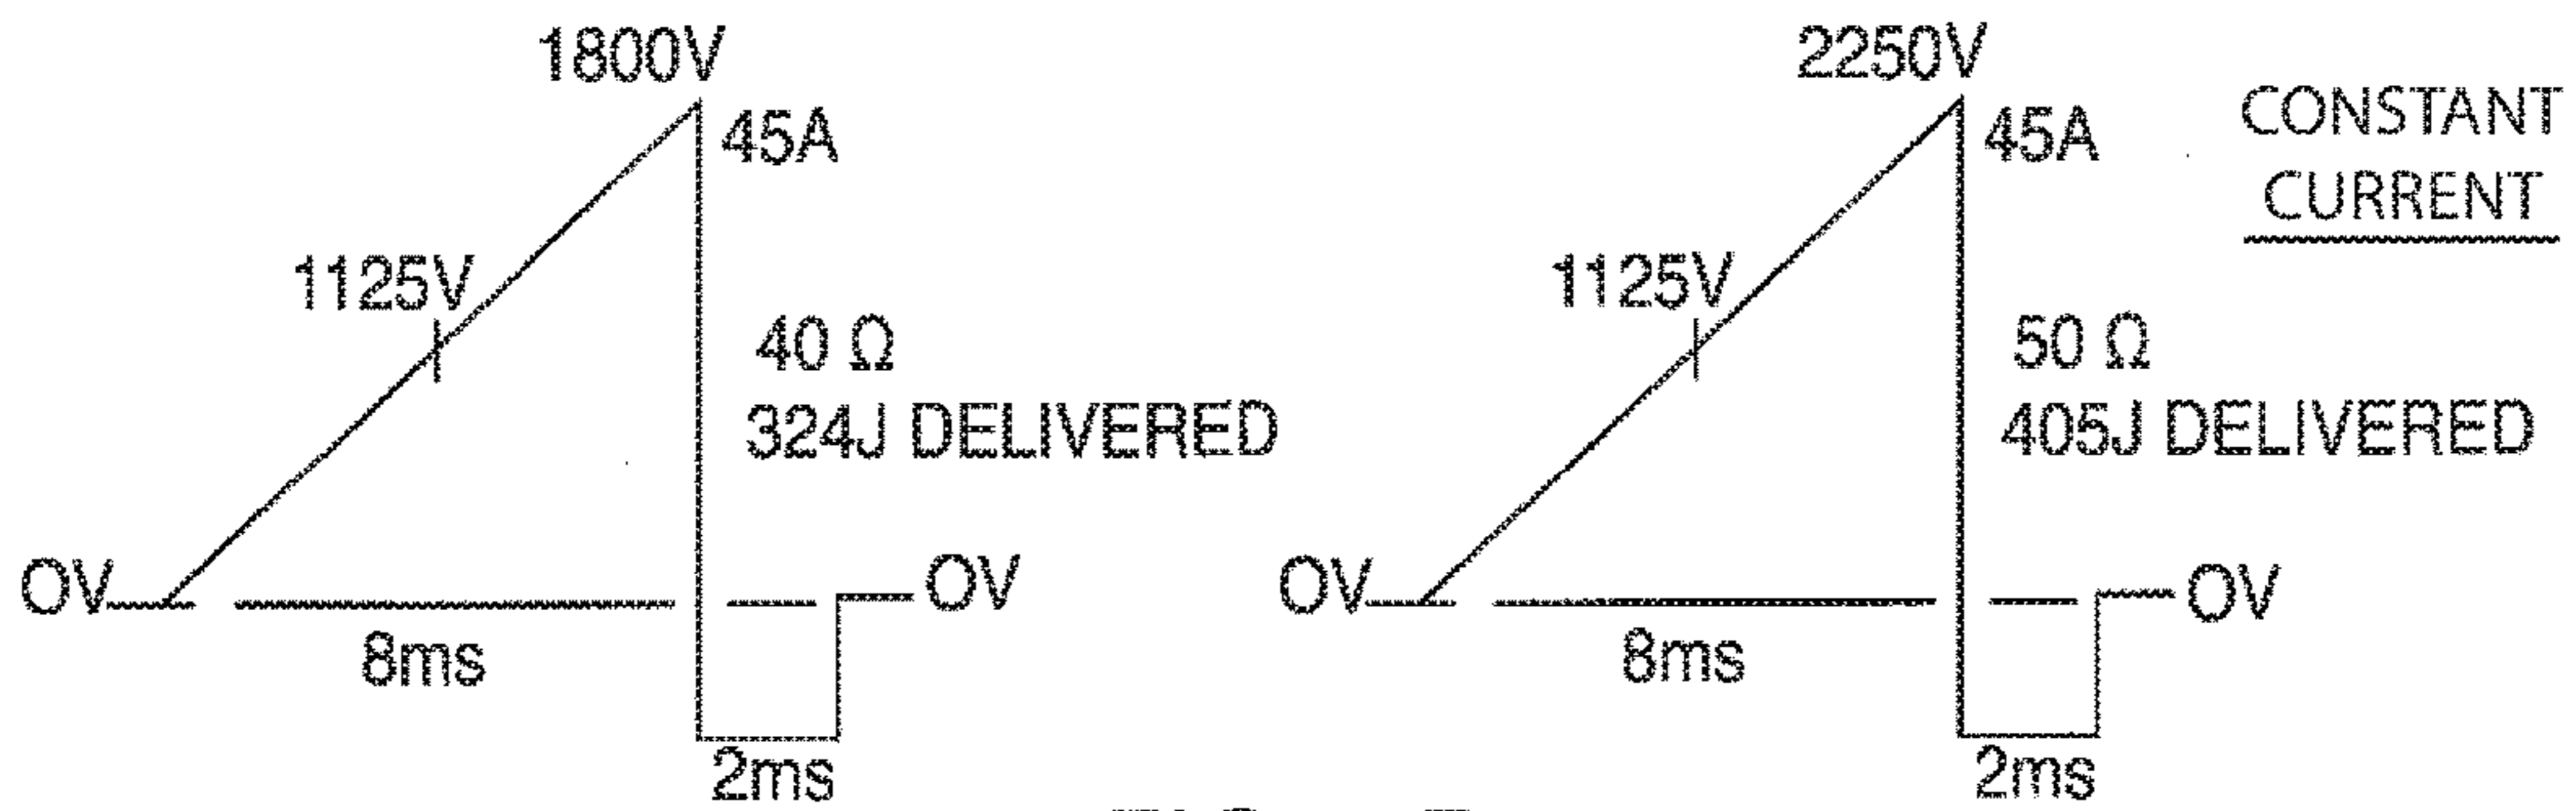 1800V
45A
1125V
40 Ω
324J DELIVERED
OV
OV
8ms
2ms
2250V
45A
CONSTANT
CURRENT
1125V
50 Ω
405J DELIVERED
OV
OV
8ms
2ms